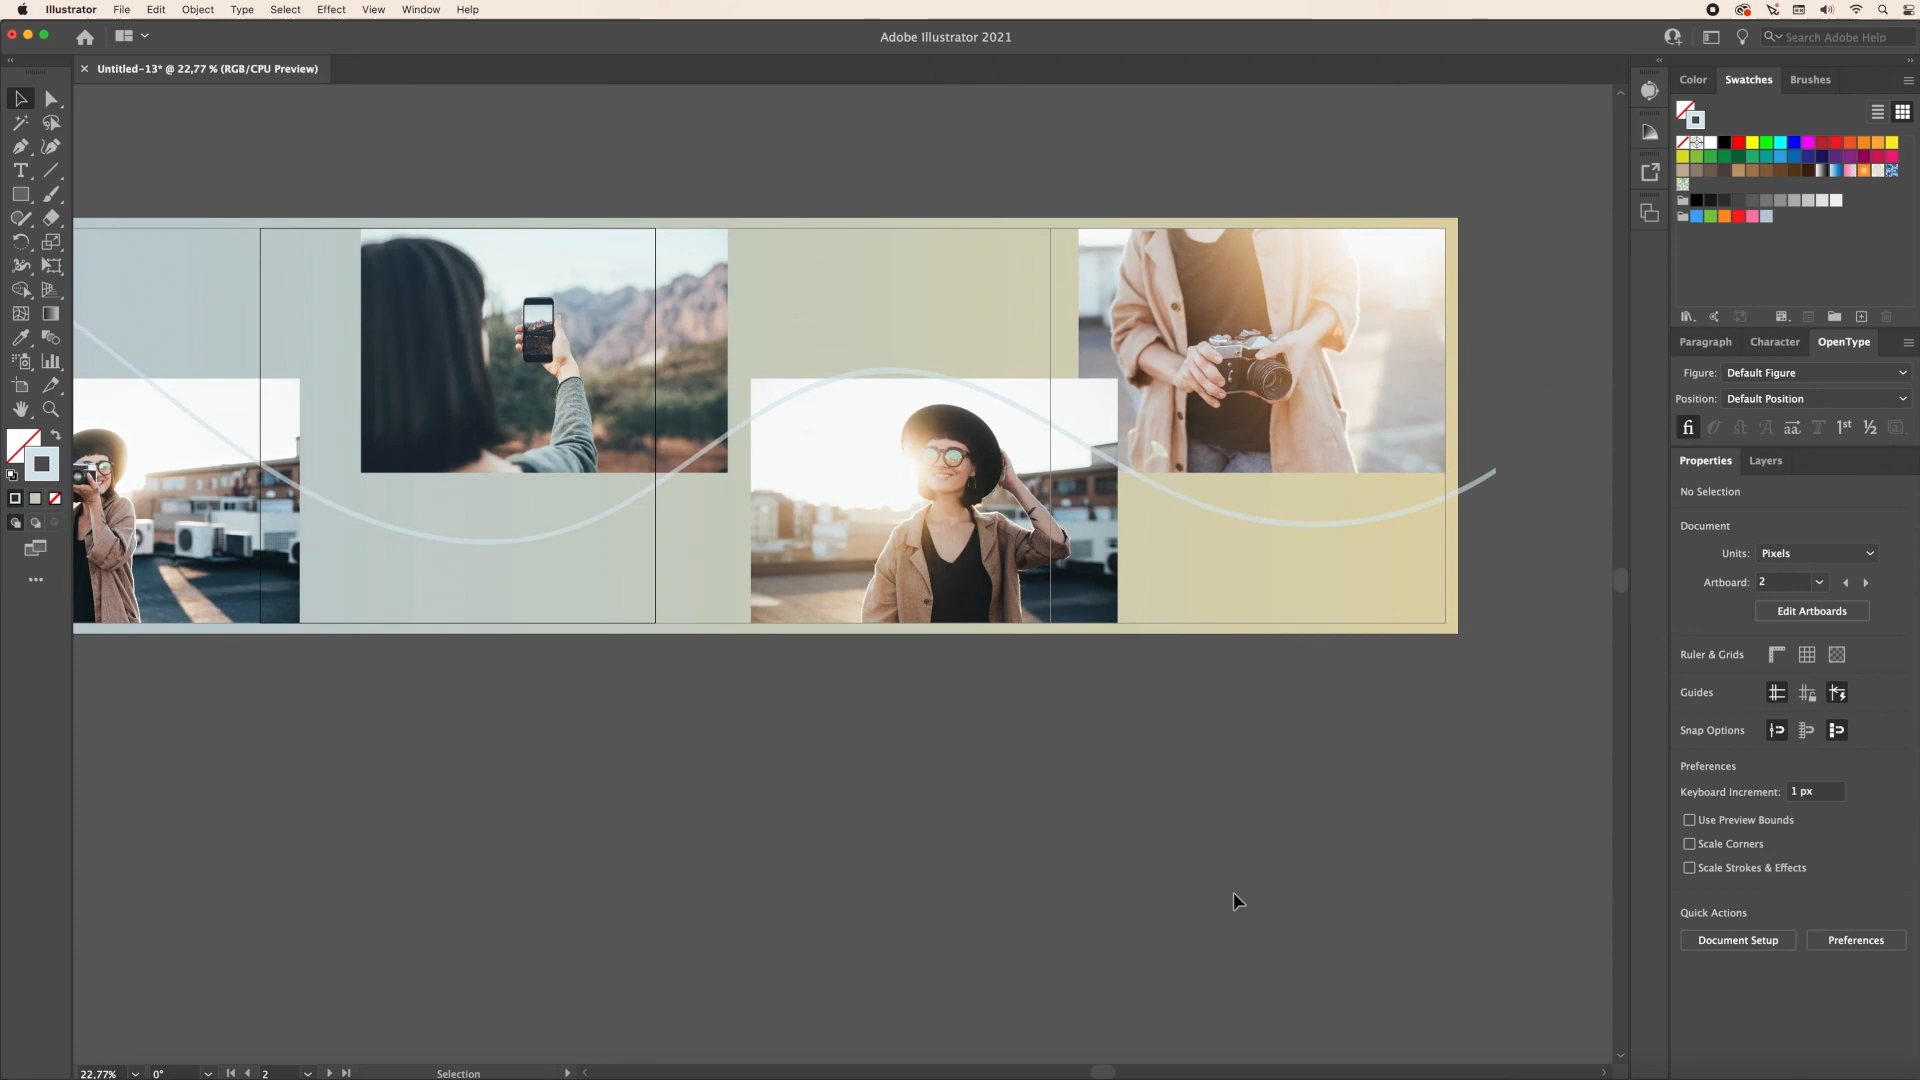 Illustrator File Edit Object Type Select Effect View Window Help
Adobe Illustrator 2021
Search Adobe Help
Untitled-13* @ 22,77 % (RGB/CPU Preview)
Color Swatches Brushes
Paragraph Character OpenType
Figure: Default Figure
Position: Default Position
Properties Layers
No Selection
Document
Units: Pixels
Artboard: 2
Edit Artboards
Ruler & Grids
Guides
Snap Options
Preferences
Keyboard Increment: 1 px
Use Preview Bounds
Scale Corners
Scale Strokes & Effects
Quick Actions
Document Setup Preferences
22,77% 0° 2 Selection